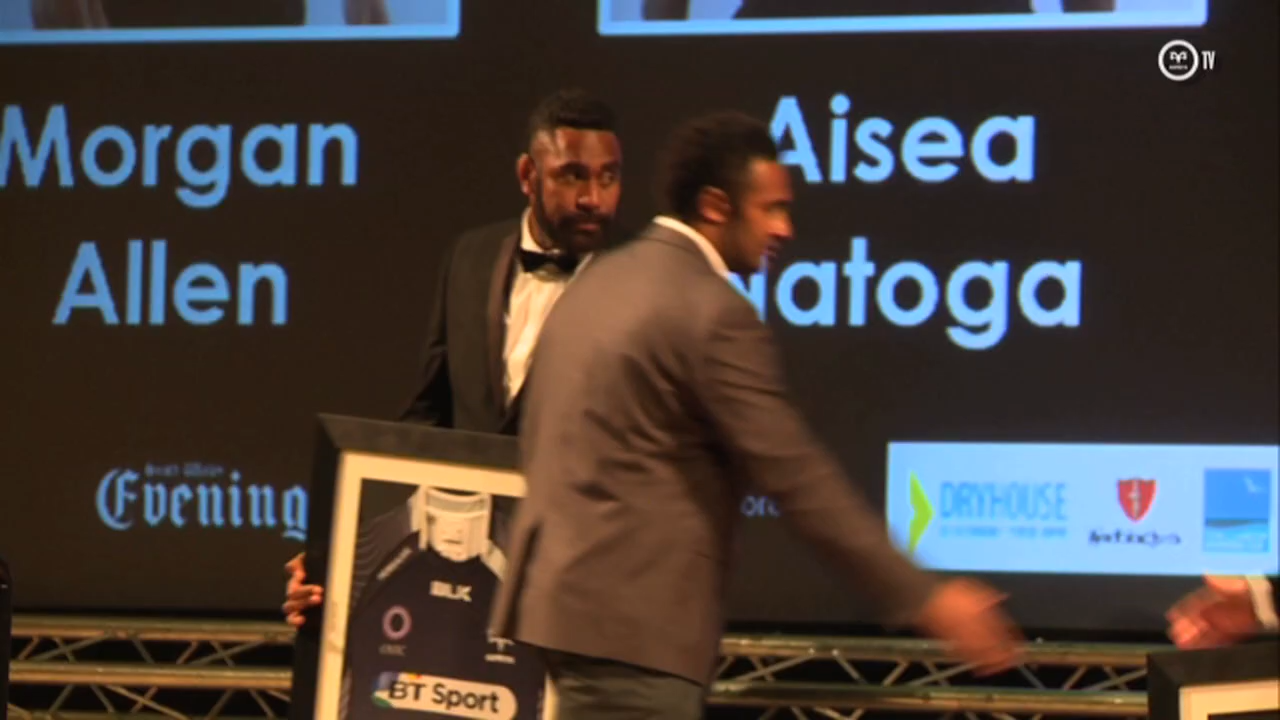 TV
Morgan
Allen
Aisea
atoga
Evening
DRYHOUSE
BLK
BT Sport